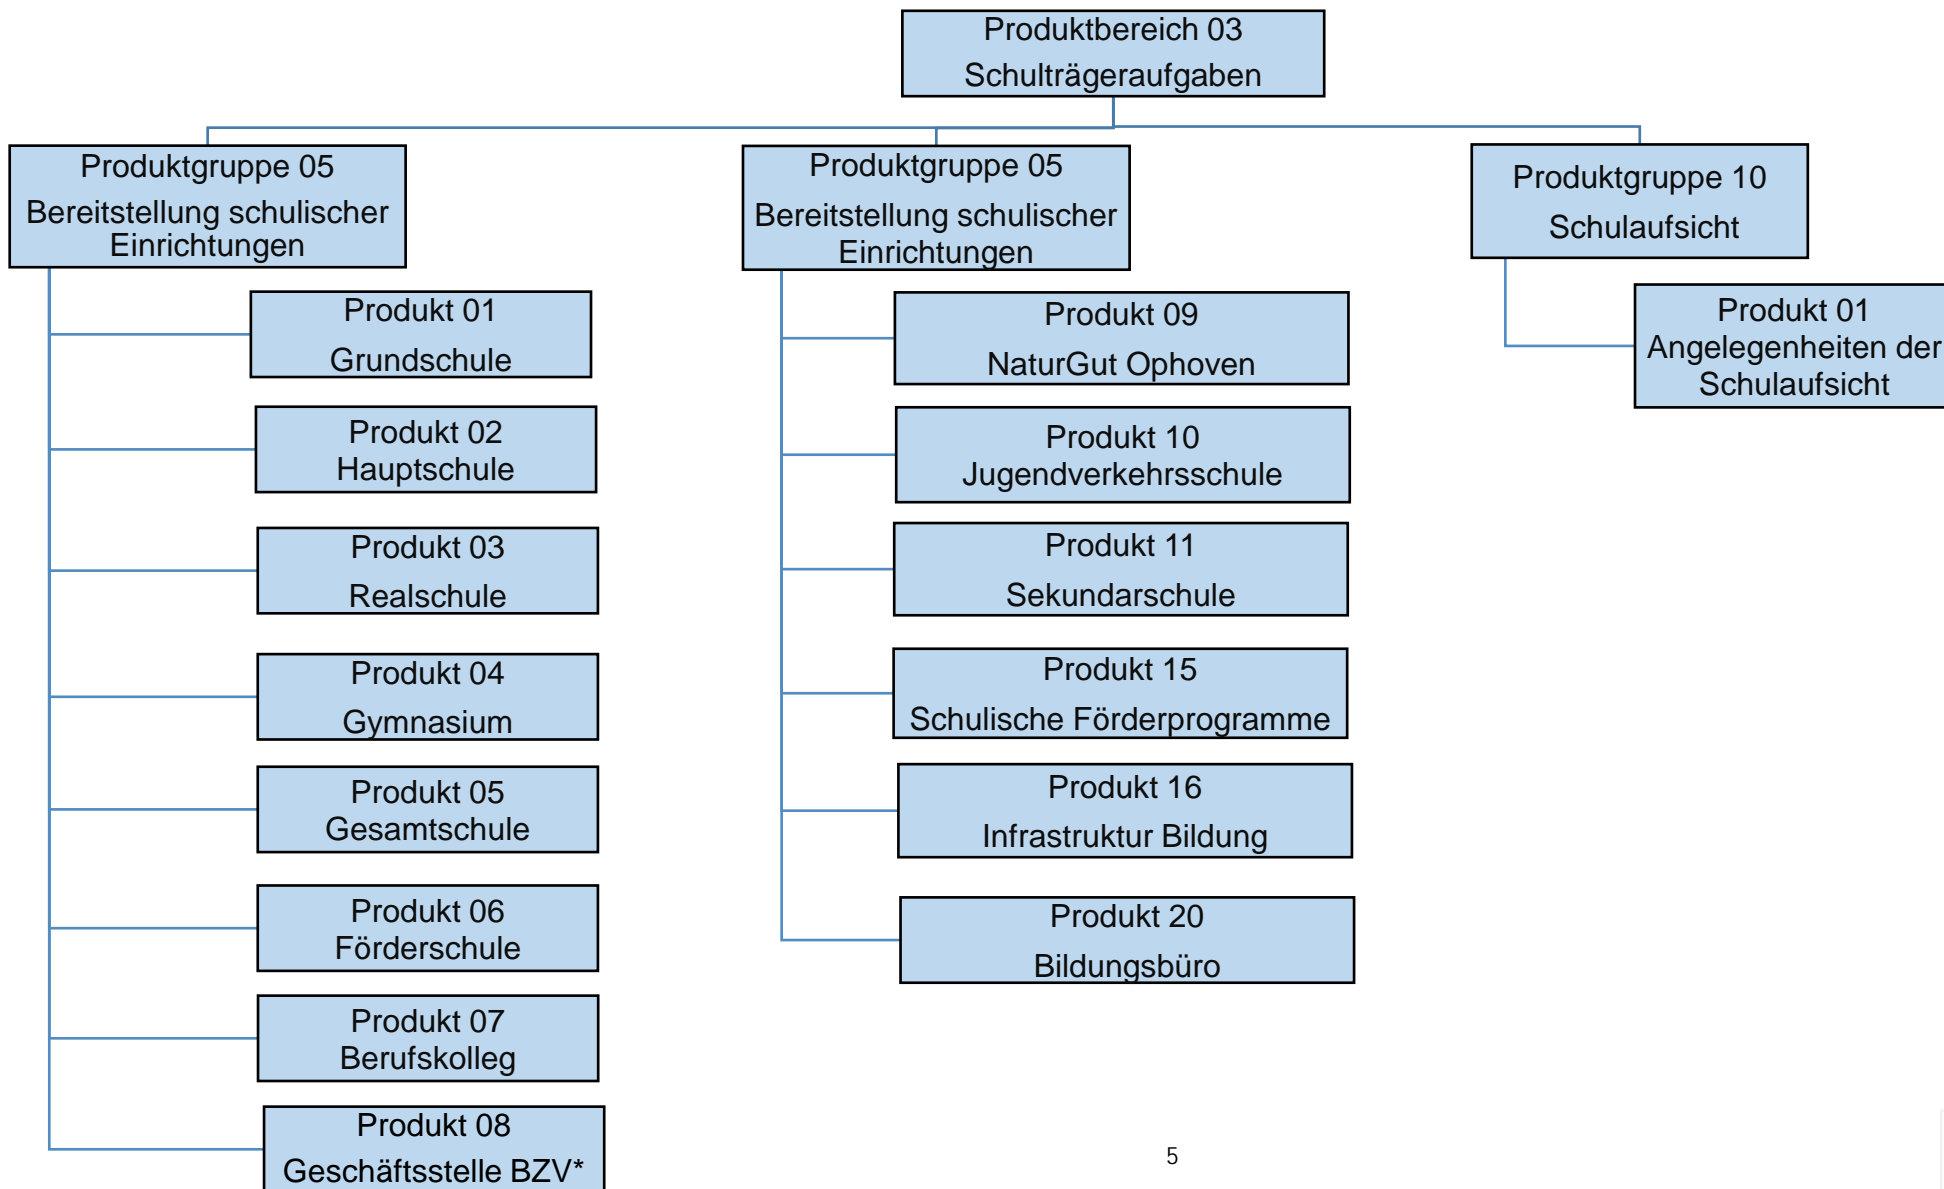 Produktbereich 03
Schulträgeraufgaben
Produktgruppe 05
Bereitstellung schulischer
Einrichtungen
Produkt 01
Grundschule
Produkt 02
Hauptschule
Produkt 03
Realschule
Produkt 04
Gymnasium
Produkt 05
Gesamtschule
Produkt 06
Förderschule
Produkt 07
Berufskolleg
Produkt 08
Geschäftsstelle BZV*
Produktgruppe 05
Bereitstellung schulischer
Einrichtungen
Produkt 09
NaturGut Ophoven
Produkt 10
Jugendverkehrsschule
Produkt 11
Sekundarschule
Produkt 15
Schulische Förderprogramme
Produkt 16
Infrastruktur Bildung
Produkt 20
Bildungsbüro
Produktgruppe 10
Schulaufsicht
Produkt 01
Angelegenheiten der
Schulaufsicht
5